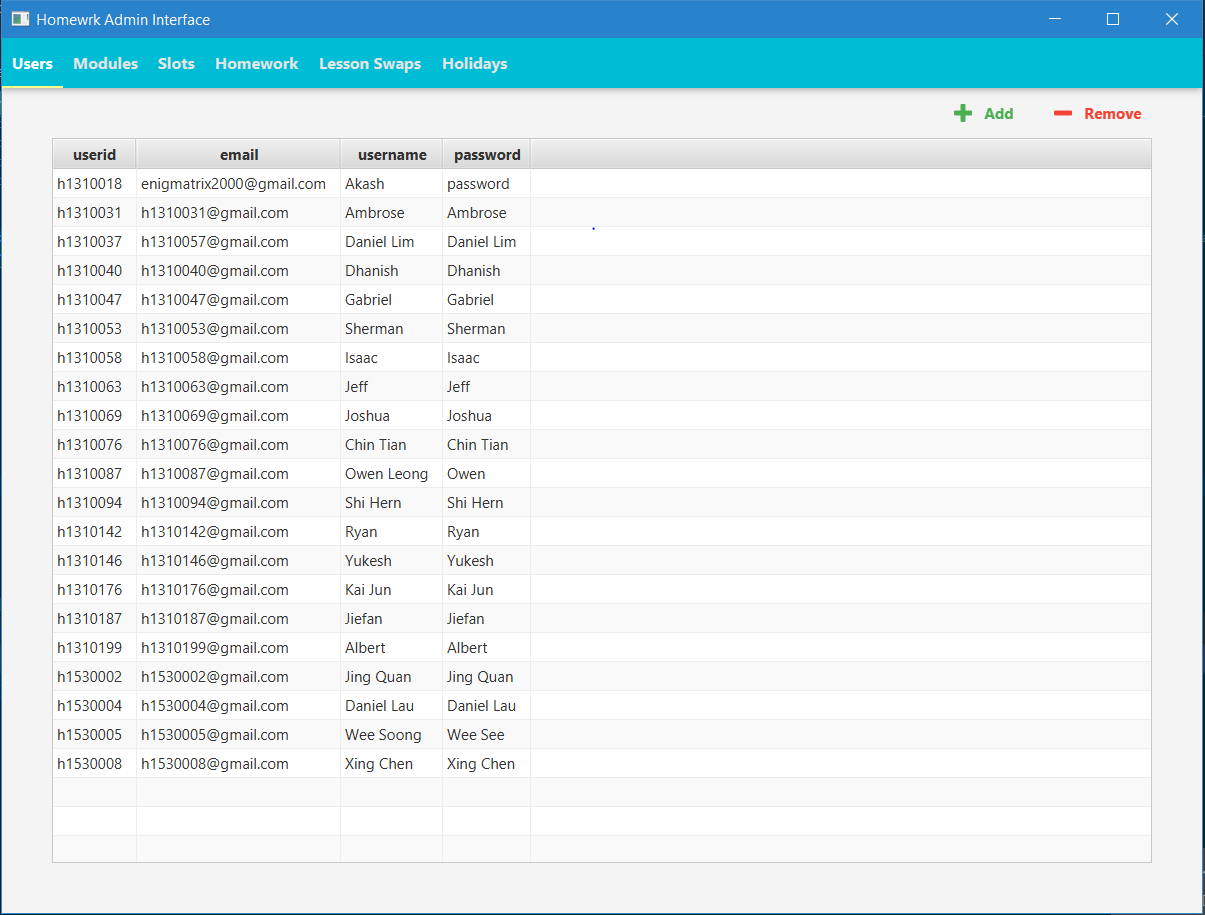 Homewrk Admin Interface
Users Modules Slots Homework Lesson Swaps Holidays
Add Remove
userid email username password
h1310018 enigmatrix2000@gmail.com Akash password
h1310031 h1310031@gmail.com Ambrose Ambrose
h1310037 h1310057@gmail.com Daniel Lim Daniel Lim
h1310040 h1310040@gmail.com Dhanish Dhanish
h1310047 h1310047@gmail.com Gabriel Gabriel
h1310053 h1310053@gmail.com Sherman Sherman
h1310058 h1310058@gmail.com Isaac Isaac
h1310063 h1310063@gmail.com Jeff Jeff
h1310069 h1310069@gmail.com Joshua Joshua
h1310076 h1310076@gmail.com Chin Tian Chin Tian
h1310087 h1310087@gmail.com Owen Leong Owen
h1310094 h1310094@gmail.com Shi Hern Shi Hern
h1310142 h1310142@gmail.com Ryan Ryan
h1310146 h1310146@gmail.com Yukesh Yukesh
h1310176 h1310176@gmail.com Kai Jun Kai Jun
h1310187 h1310187@gmail.com Jiefan Jiefan
h1310199 h1310199@gmail.com Albert Albert
h1530002 h1530002@gmail.com Jing Quan Jing Quan
h1530004 h1530004@gmail.com Daniel Lau Daniel Lau
h1530005 h1530005@gmail.com Wee Soong Wee See
h1530008 h1530008@gmail.com Xing Chen Xing Chen